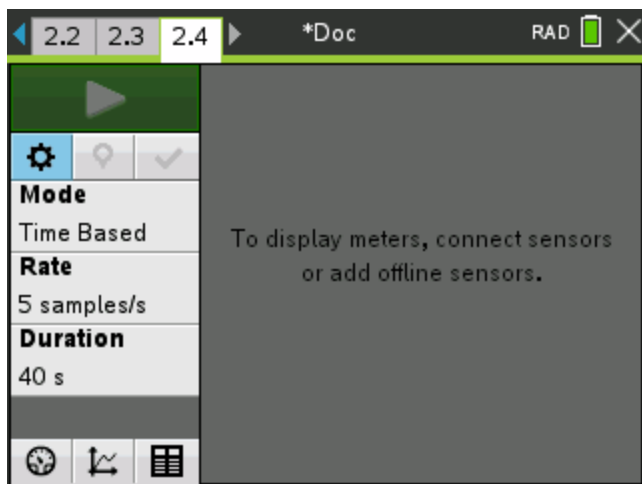 2.2 2.3 2.4 *Doc RAD
Mode
Time Based
Rate
5 samples/s
Duration
40 s
To display meters, connect sensors
or add offline sensors.